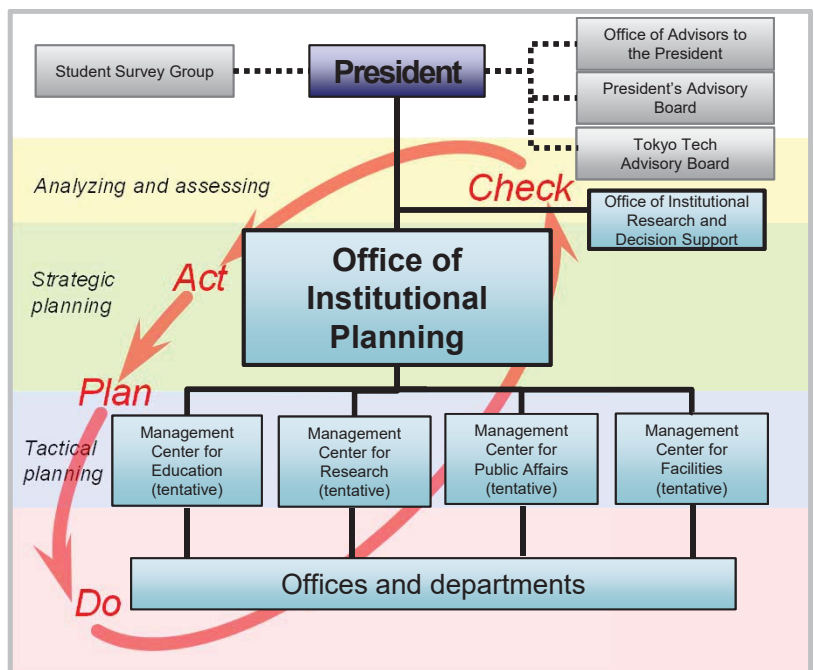 Student Survey Group
President
Office of Advisors to
the President
President's Advisory
Board
Tokyo Tech
Advisory Board
Analyzing and assessing
Check
Office of Institutional
Research and
Decision Support
Strategic
planning
Act
Office of
Institutional
Planning
Plan
Tactical
planning
Management
Center for
Education
(tentative)
Management
Center for
Research
(tentative)
Management
Center for
Public Affairs
(tentative)
Management
Center for
Facilities
(tentative)
Do
Offices and departments